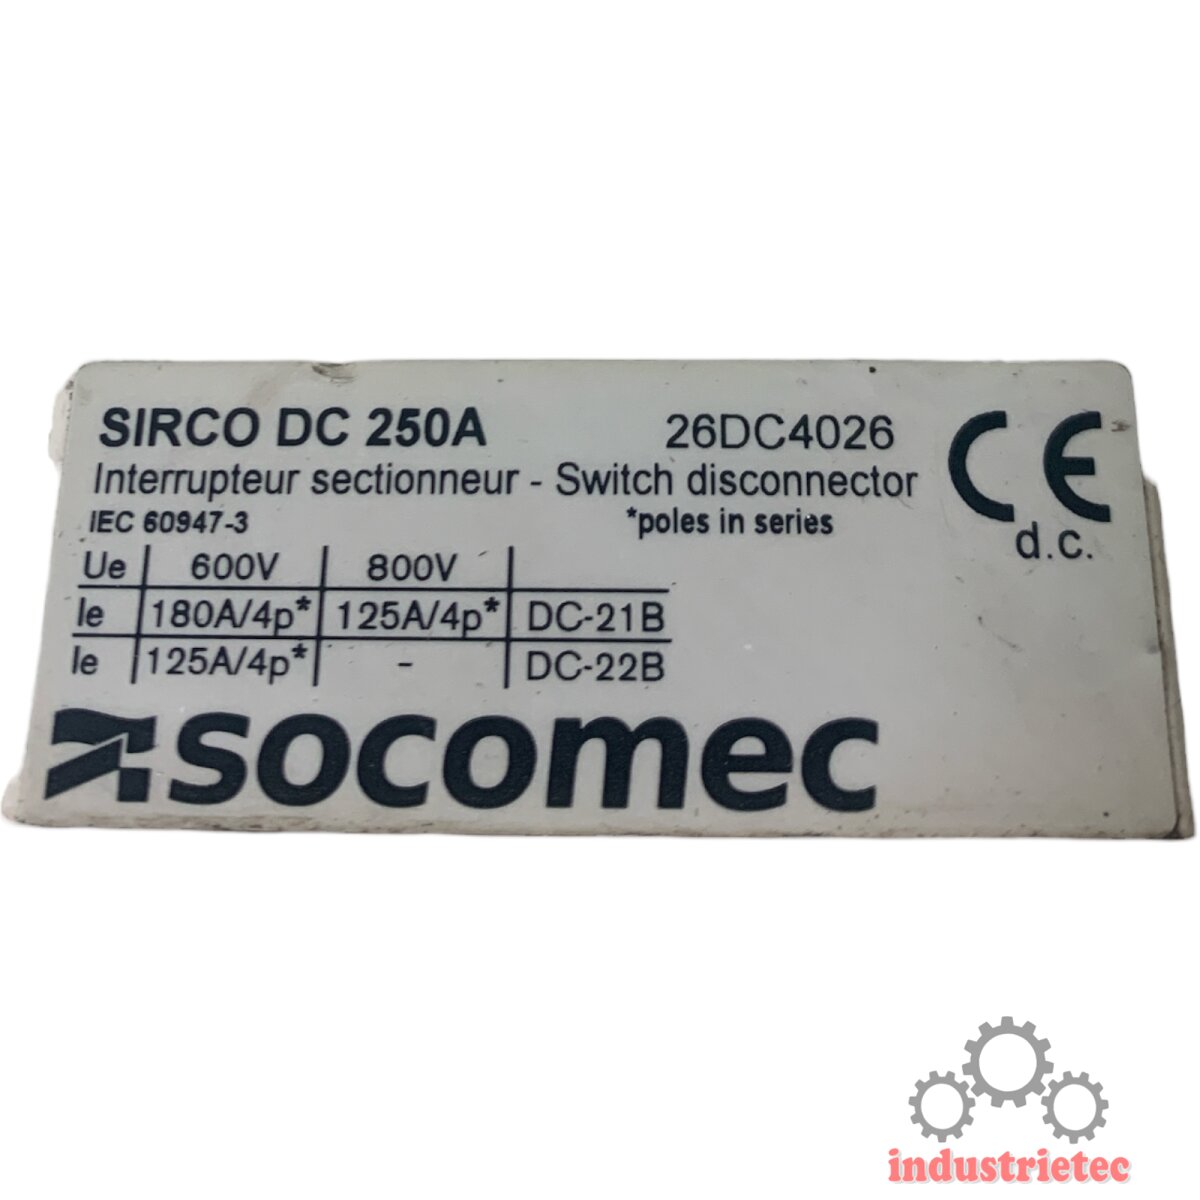 SIRCO DC 250A 26DC4026 CE
Interrupteur sectionneur - Switch disconnector
IEC 60947-3 *poles in series d.c.
Ue 600V 800V
Ie 180A/4p* 125A/4p* DC-21B
Ie 125A/4p* - DC-22B
socomec
industrietec